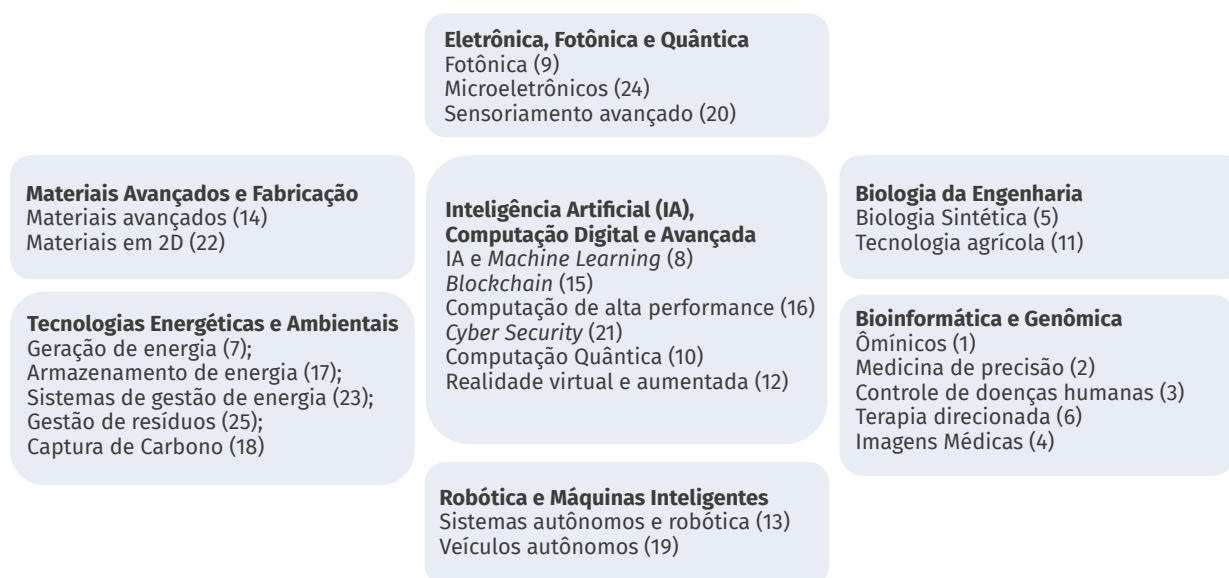 Eletrônica, Fotônica e Quântica
Fotônica (9)
Microeletrônicos (24)
Sensoriamento avançado (20)
Materiais Avançados e Fabricação
Materiais avançados (14)
Materiais em 2D (22)
Inteligência Artificial (IA),
Computação Digital e Avançada
IA e Machine Learning (8)
Blockchain (15)
Computação de alta performance (16)
Cyber Security (21)
Computação Quântica (10)
Realidade virtual e aumentada (12)
Biologia da Engenharia
Biologia Sintética (5)
Tecnologia agrícola (11)
Tecnologias Energéticas e Ambientais
Geração de energia (7);
Armazenamento de energia (17);
Sistemas de gestão de energia (23);
Gestão de resíduos (25);
Captura de Carbono (18)
Bioinformática e Genômica
Ômínicos (1)
Medicina de precisão (2)
Controle de doenças humanas (3)
Terapia direcionada (6)
Imagens Médicas (4)
Robótica e Máquinas Inteligentes
Sistemas autônomos e robótica (13)
Veículos autônomos (19)